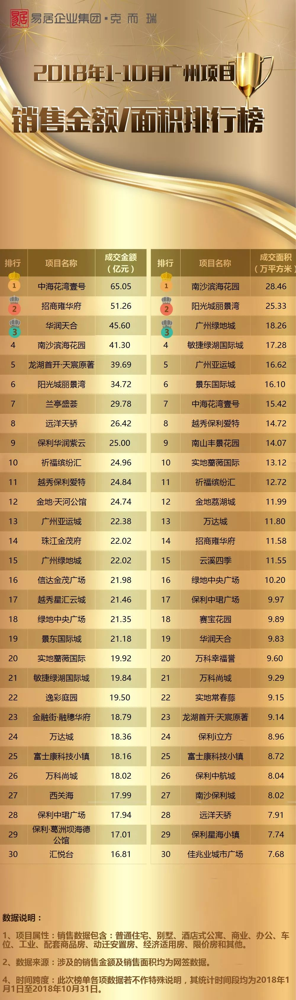 易居 易居企业集团·克而瑞
2018年1-10月广州项目
销售金额/面积排行榜
排行 项目名称 成交金额（亿元） 排行 项目名称 成交面积（万平方米）
1 中海花湾壹号 65.05 1 南沙滨海花园 28.46
2 招商雍华府 51.26 2 阳光城丽景湾 25.33
3 华润天合 45.60 3 广州绿地城 18.26
4 南沙滨海花园 41.30 4 敏捷绿湖国际城 17.28
5 龙湖首开·天宸原著 39.69 5 广州亚运城 16.62
6 阳光城丽景湾 34.72 6 景东国际城 16.10
7 兰亭盛荟 29.78 7 中海花湾壹号 15.42
8 远洋天骄 26.42 8 越秀保利爱特 14.72
9 保利华润紫云 25.00 9 南山丰景花园 14.07
10 祈福缤纷汇 24.96 10 实地蔷薇国际 13.12
11 越秀保利爱特 24.84 11 祈福缤纷汇 12.72
12 金地·天河公馆 24.74 12 金地荔湖城 11.99
13 广州亚运城 22.38 13 万达城 11.80
14 珠江金茂府 22.02 14 招商雍华府 11.58
15 广州绿地城 22.02 15 云溪四季 11.55
16 信达金茂广场 21.98 16 绿地中央广场 10.20
17 越秀星汇云城 21.46 17 保利中珺广场 9.97
18 绿地中央广场 21.35 18 赛宝花园 9.89
19 景东国际城 21.18 19 华润天合 9.83
20 实地蔷薇国际 19.92 20 万科幸福誉 9.60
21 敏捷绿湖国际城 19.84 21 万科尚城 9.29
22 逸彩庭园 19.50 22 实地常春藤 9.15
23 金融街·融穗华府 18.79 23 龙湖首开·天宸原著 9.14
24 万达城 18.36 24 保利i立方 8.96
25 富士康科技小镇 18.16 25 富士康科技小镇 8.72
26 万科尚城 18.02 26 保利中航城 8.04
27 西关海 17.99 27 南沙保利城 8.02
28 保利中珺广场 17.94 28 远洋天骄 7.91
29 保利·葛洲坝海德公馆 17.01 29 保利星海小镇 7.74
30 汇悦台 16.81 30 佳兆业城市广场 7.68
数据说明：
1、项目属性：销售数据包含：普通住宅、别墅、酒店式公寓、商业、办公、车
位、工业、配套商品房、动迁安置房、经济适用房、限价房和其他。
2、数据来源：涉及的销售金额及销售面积均为网签数据。
4、时间跨度：此次榜单各项数据若不作特殊说明，其统计时间段均为2018年1
月1日至2018年10月31日。